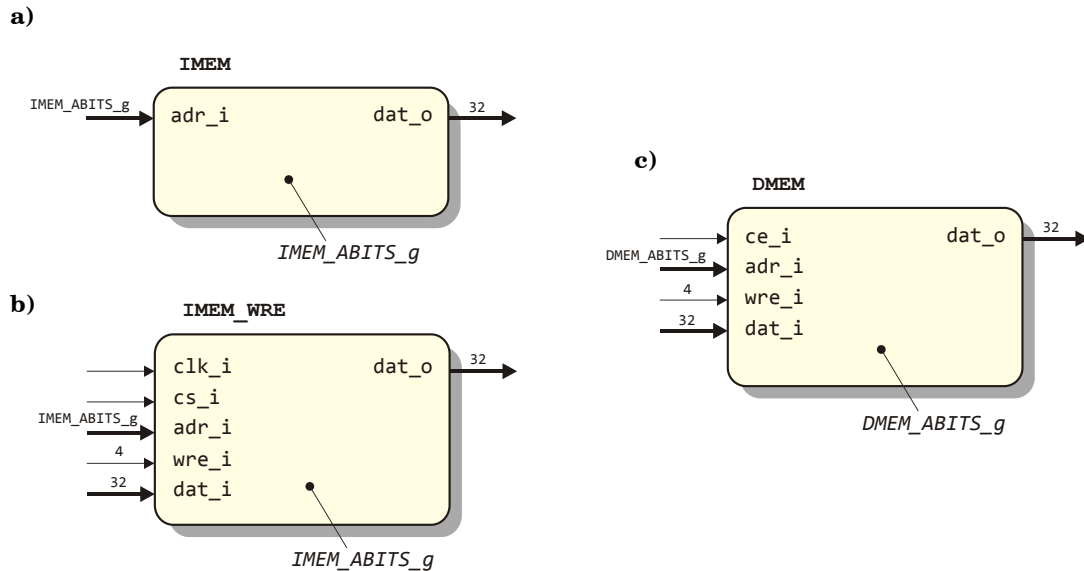 a)
IMEM
IMEM_ABITS_g
adr_i
dat_o
32
IMEM_ABITS_g
b)
IMEM_WRE
clk_i
dat_o
32
cs_i
IMEM_ABITS_g
adr_i
4
wre_i
32
dat_i
IMEM_ABITS_g
c)
DMEM
ce_i
dat_o
32
DMEM_ABITS_g
adr_i
4
wre_i
32
dat_i
DMEM_ABITS_g